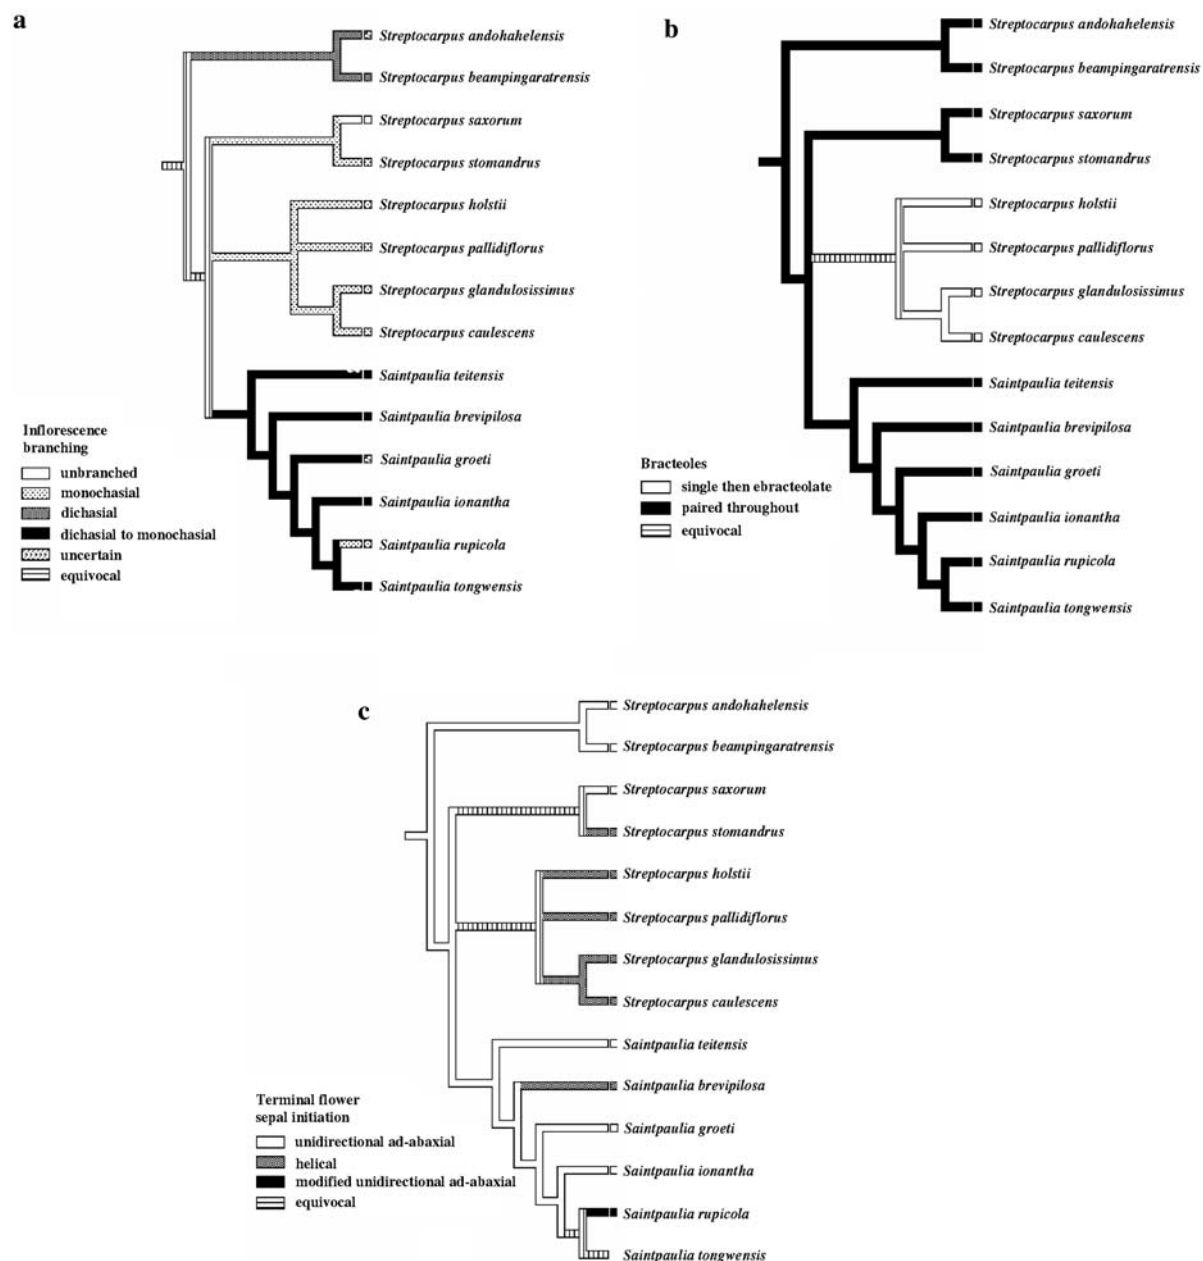 a
Streptocarpus andohahelensis
Streptocarpus beampingaratrensis
Streptocarpus saxorum
Streptocarpus stomandrus
Streptocarpus holstii
Streptocarpus pallidiflorus
Streptocarpus glandulosissimus
Streptocarpus caulescens
Saintpaulia teitensis
Saintpaulia brevipilosa
Saintpaulia groeti
Saintpaulia ionantha
Saintpaulia rupicola
Saintpaulia tongwensis
Inflorescence
branching
unbranched
monochasial
dichasial
dichasial to monochasial
uncertain
equivocal
b
Streptocarpus andohahelensis
Streptocarpus beampingaratrensis
Streptocarpus saxorum
Streptocarpus stomandrus
Streptocarpus holstii
Streptocarpus pallidiflorus
Streptocarpus glandulosissimus
Streptocarpus caulescens
Saintpaulia teitensis
Saintpaulia brevipilosa
Saintpaulia groeti
Saintpaulia ionantha
Saintpaulia rupicola
Saintpaulia tongwensis
Bracteoles
single then ebracteolate
paired throughout
equivocal
c
Streptocarpus andohahelensis
Streptocarpus beampingaratrensis
Streptocarpus saxorum
Streptocarpus stomandrus
Streptocarpus holstii
Streptocarpus pallidiflorus
Streptocarpus glandulosissimus
Streptocarpus caulescens
Saintpaulia teitensis
Saintpaulia brevipilosa
Saintpaulia groeti
Saintpaulia ionantha
Saintpaulia rupicola
Saintpaulia tongwensis
Terminal flower
sepal initiation
unidirectional ad-abaxial
helical
modified unidirectional ad-abaxial
equivocal